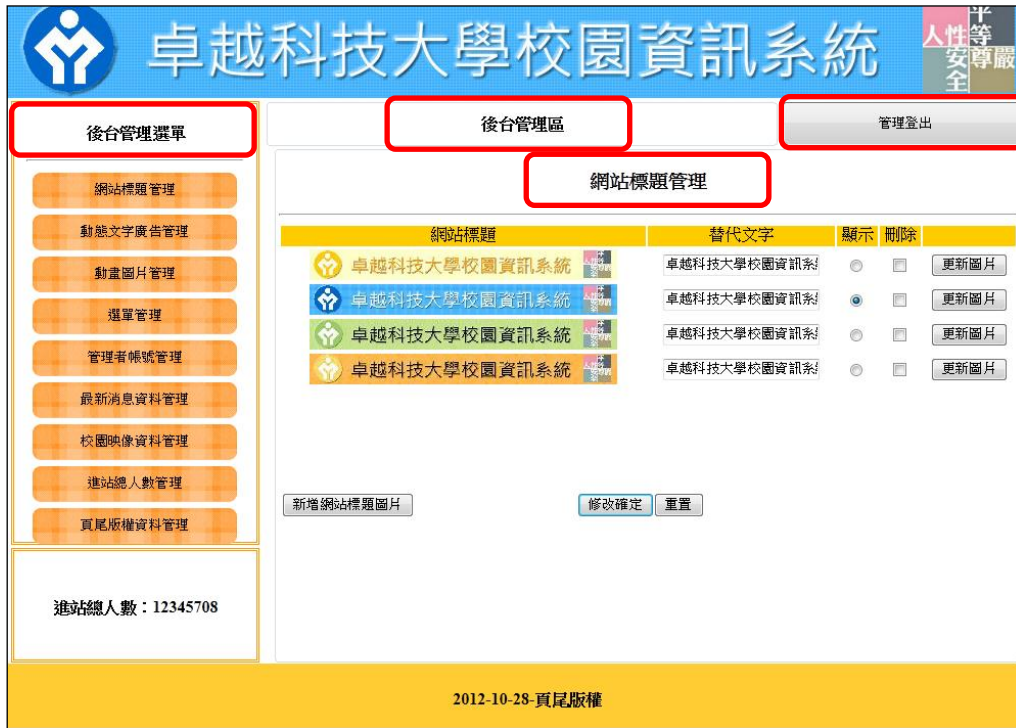 卓越科技大學校園資訊系統
平等
人性尊嚴
安全
後台管理選單
後台管理區
管理登出
網站標題管理
動態文字廣告管理
動畫圖片管理
選單管理
管理者帳號管理
最新消息資料管理
校園映像資料管理
進站總人數管理
頁尾版權資料管理
進站總人數：12345708
網站標題管理
網站標題 替代文字 顯示 刪除
卓越科技大學校園資訊系統 卓越科技大學校園資訊系 更新圖片
卓越科技大學校園資訊系統 卓越科技大學校園資訊系 更新圖片
卓越科技大學校園資訊系統 卓越科技大學校園資訊系 更新圖片
卓越科技大學校園資訊系統 卓越科技大學校園資訊系 更新圖片
新增網站標題圖片 修改確定 重置
2012-10-28-頁尾版權